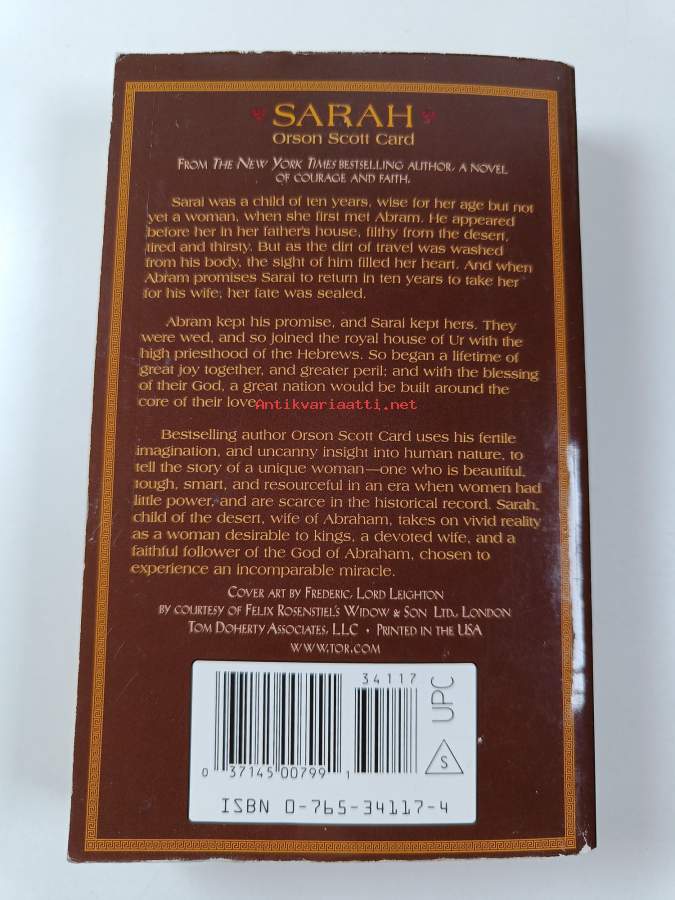 SARAH
Orson Scott Card
FROM THE NEW YORK TIMES BESTSELLING AUTHOR, A NOVEL
OF COURAGE AND FAITH.
Sarai was a child of ten years, wise for her age but not
yet a woman, when she first met Abram. He appeared
before her in her father's house, filthy from the desert,
tired and thirsty. But as the dirt of travel was washed
from his body, the sight of him filled her heart. And when
Abram promises Sarai to return in ten years to take her
for his wife, her fate was sealed.
Abram kept his promise, and Sarai kept hers. They
were wed, and so joined the royal house of Ur with the
high priesthood of the Hebrews. So began a lifetime of
great joy together, and greater peril; and with the blessing
of their God, a great nation would be built around the
core of their love.
Antikvariaatti.net
Bestselling author Orson Scott Card uses his fertile
imagination, and uncanny insight into human nature, to
tell the story of a unique woman—one who is beautiful,
tough, smart, and resourceful in an era when women had
little power, and are scarce in the historical record. Sarah,
child of the desert, wife of Abraham, takes on vivid reality
as a woman desirable to kings, a devoted wife, and a
faithful follower of the God of Abraham, chosen to
experience an incomparable miracle.
COVER ART BY FREDERIC, LORD LEIGHTON
BY COURTESY OF FELIX ROSENSTIEL'S WIDOW & SON LTD., LONDON
TOM DOHERTY ASSOCIATES, LLC • PRINTED IN THE USA
WWW.TOR.COM
34117
0 37145 00799 1
S UPC
ISBN 0-765-34117-4